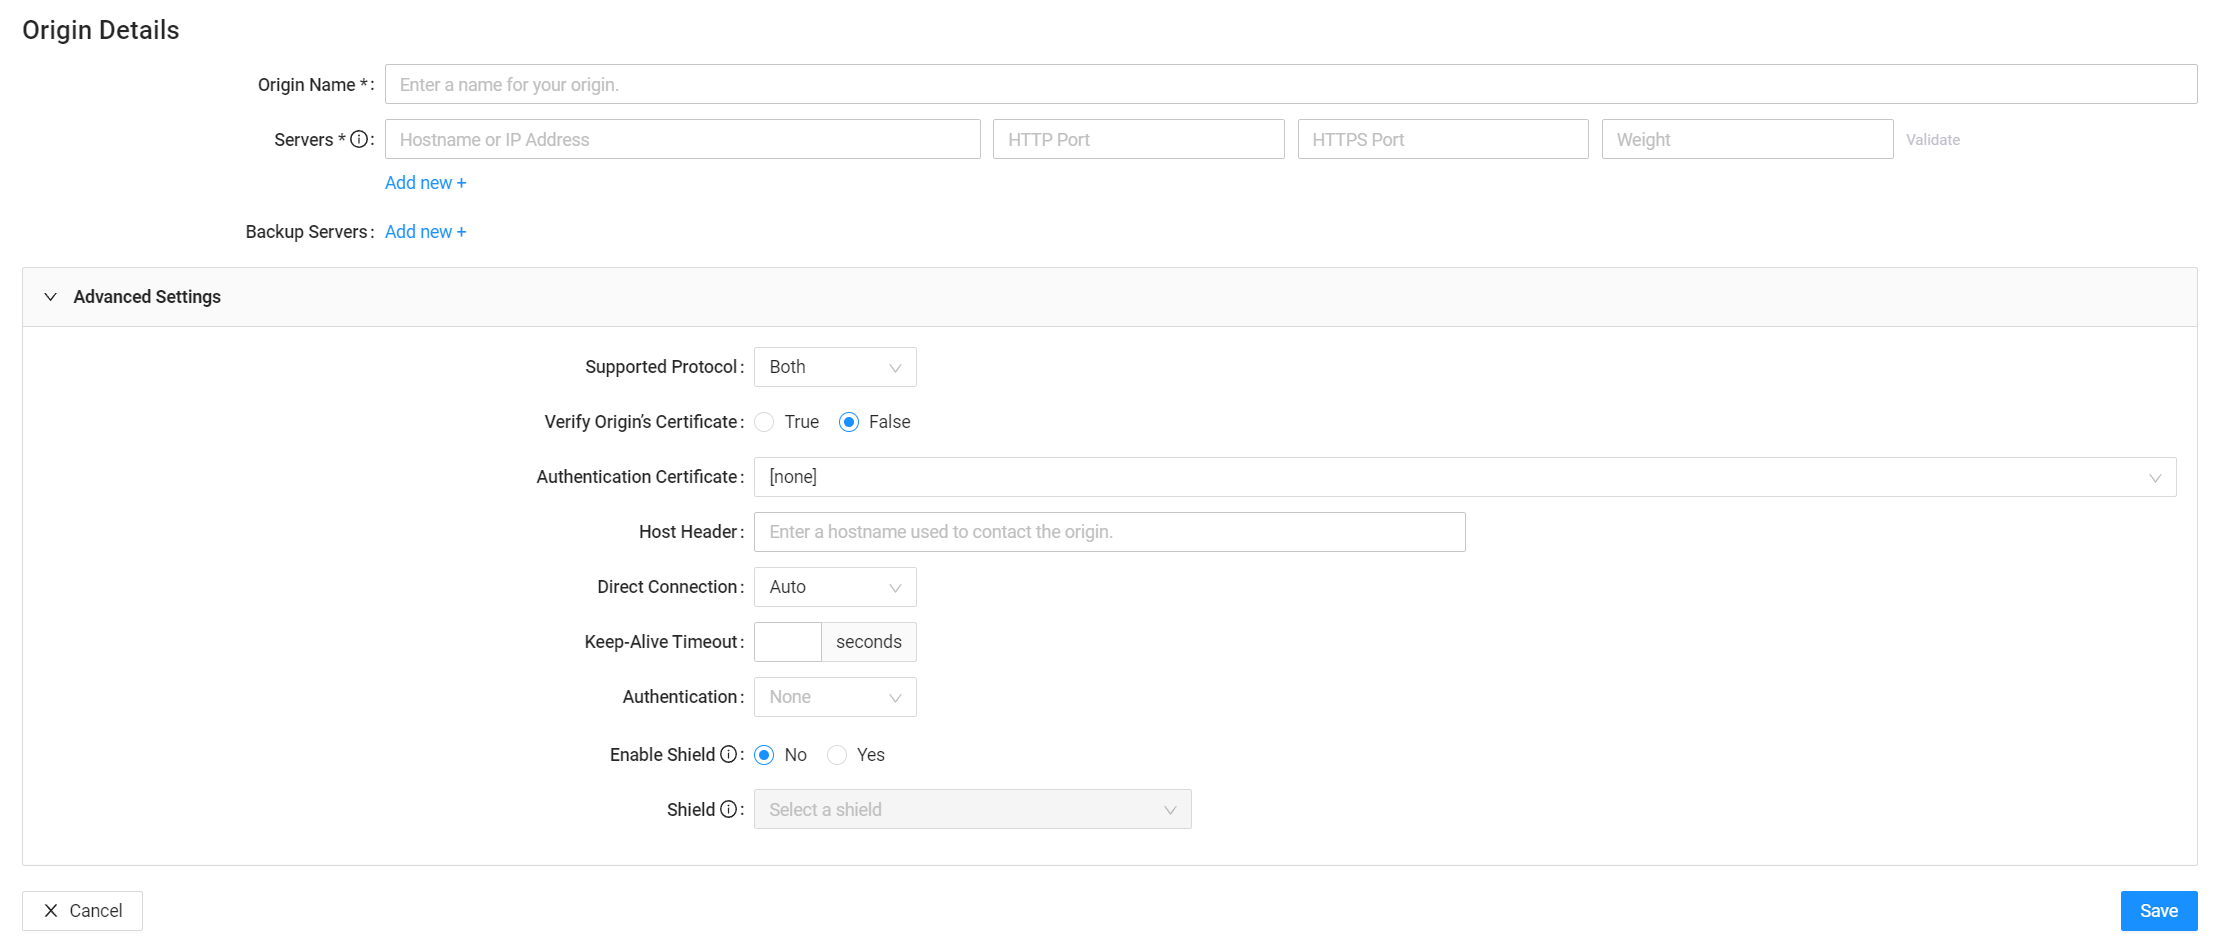 Origin Details
Origin Name * : Enter a name for your origin.
Servers * : Hostname or IP Address HTTP Port HTTPS Port Weight Validate
Add new +
Backup Servers : Add new +
Advanced Settings
Supported Protocol : Both
Verify Origin’s Certificate : True False
Authentication Certificate : [none]
Host Header : Enter a hostname used to contact the origin.
Direct Connection : Auto
Keep-Alive Timeout : seconds
Authentication : None
Enable Shield : No Yes
Shield : Select a shield
Cancel Save